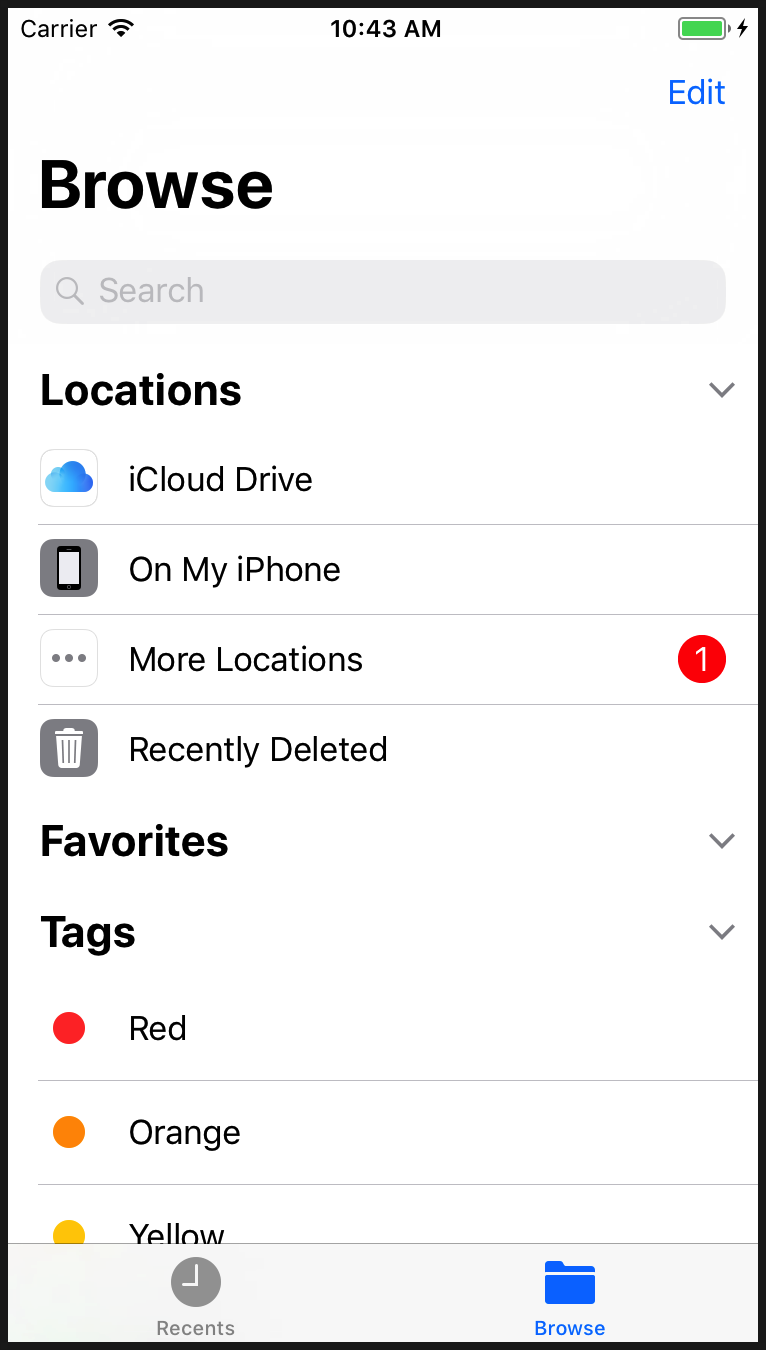 Carrier 10:43 AM
Edit
Browse
Search
Locations
iCloud Drive
On My iPhone
More Locations 1
Recently Deleted
Favorites
Tags
Red
Orange
Yellow
Recents Browse